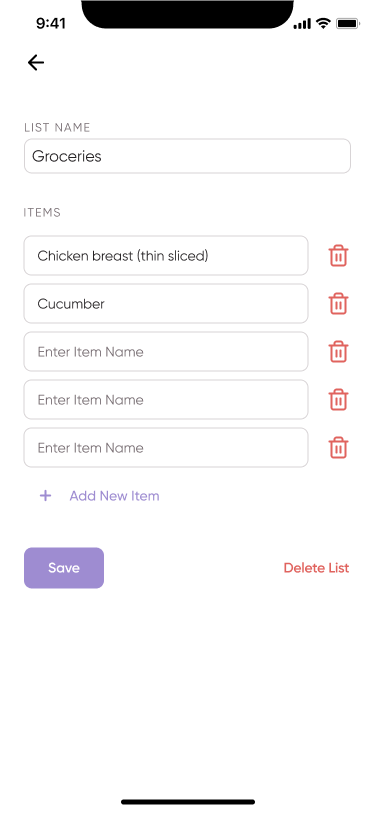 9:41
LIST NAME
Groceries
ITEMS
Chicken breast (thin sliced)
Cucumber
Enter Item Name
Enter Item Name
Enter Item Name
+ Add New Item
Save
Delete List